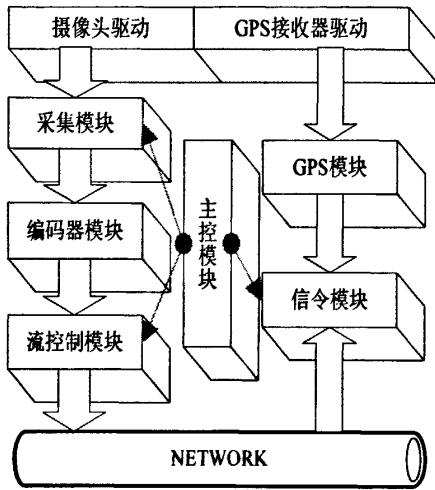 摄像头驱动
GPS接收器驱动
采集模块
GPS模块
主控模块
编码器模块
信令模块
流控制模块
NETWORK